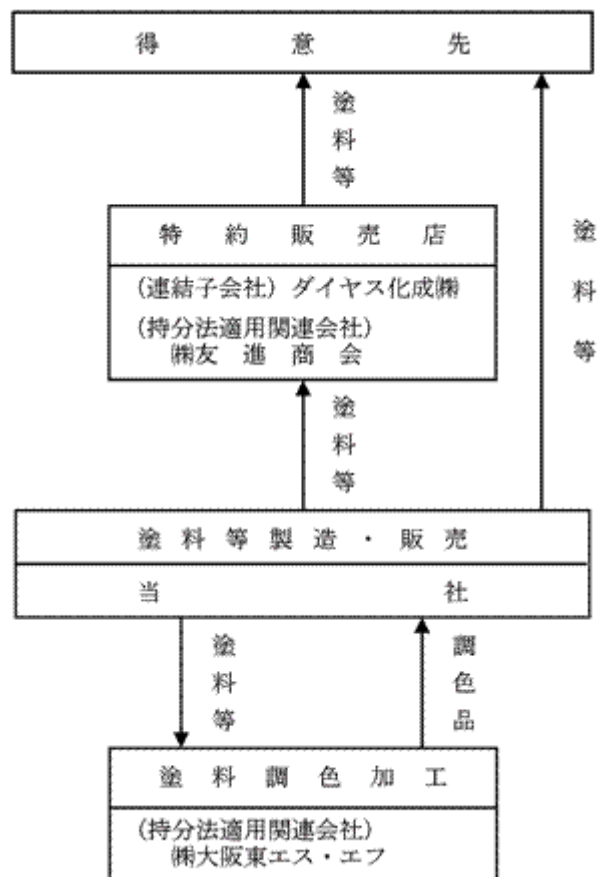 得意先
塗料等
特約販売店
(連結子会社) ダイヤス化成㈱
(持分法適用関連会社)
㈱友進商会
塗料等
塗料等
塗料等製造・販売
当社
塗料等
調色品
塗料調色加工
(持分法適用関連会社)
㈱大阪東エス・エフ